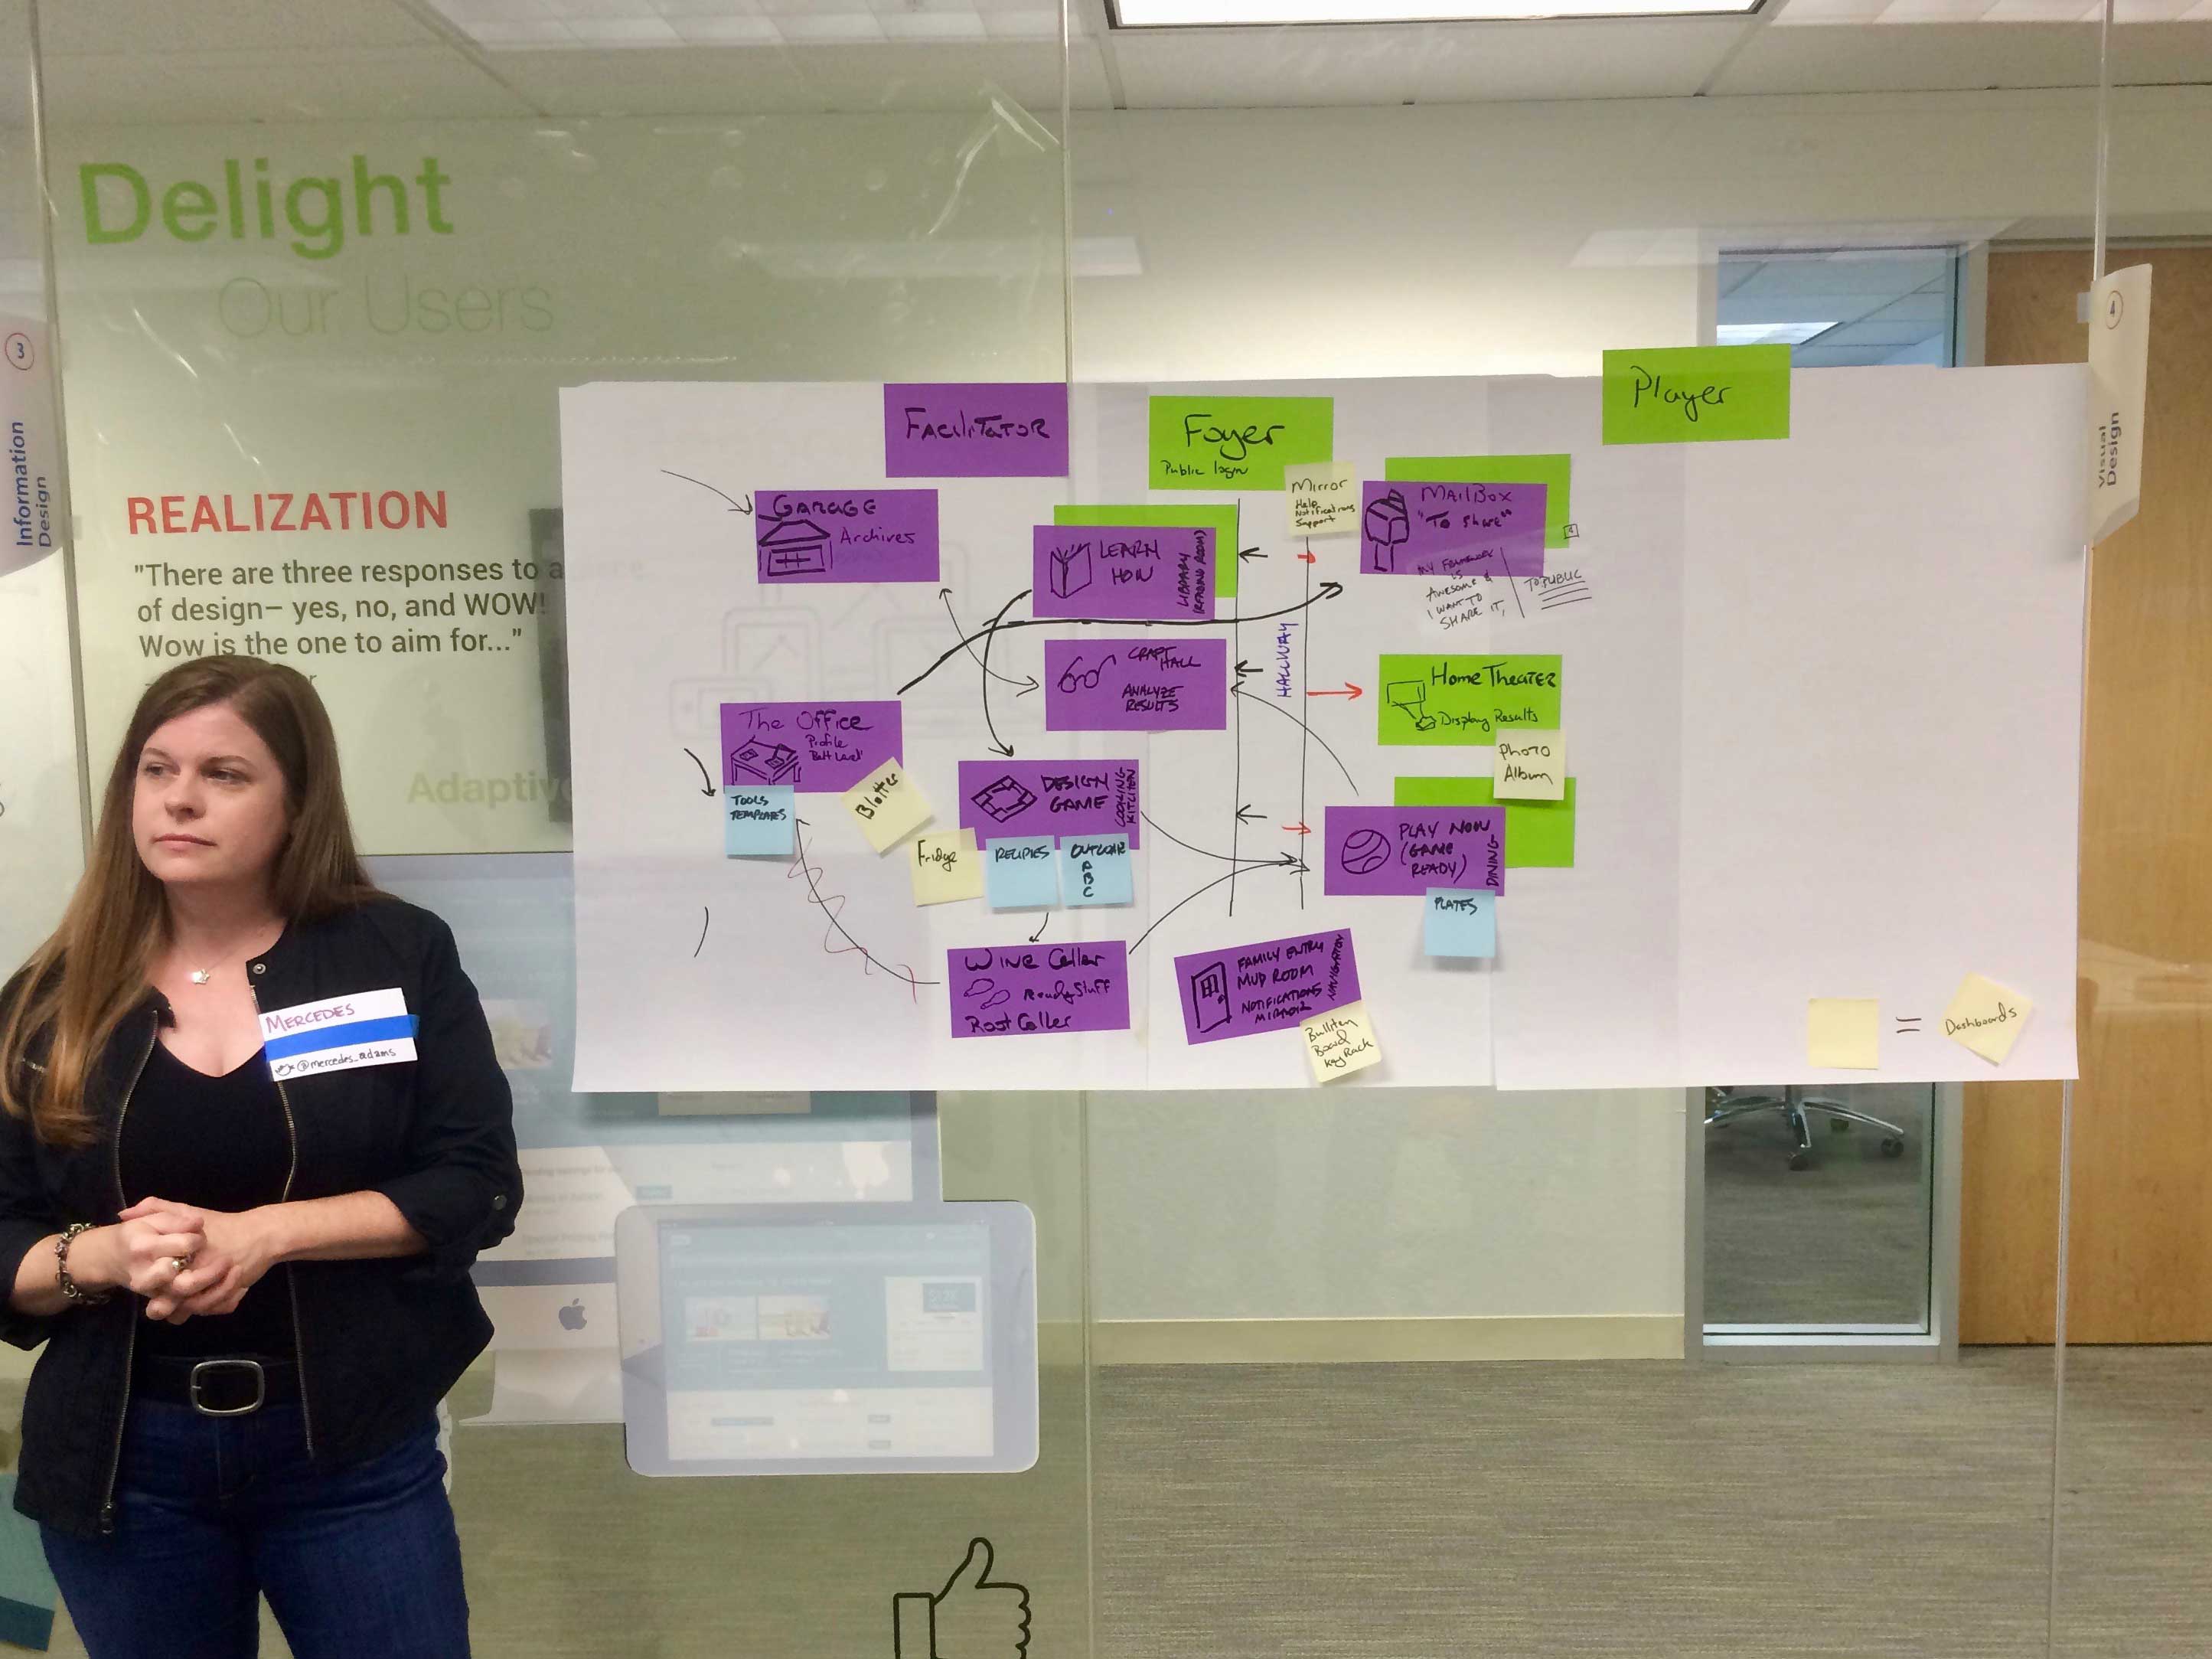 Delight
Our Users
3
Information
Design
REALIZATION
"There are three responses to a
of design– yes, no, and WOW!
Wow is the one to aim for..."
Adaptiv
MERCEDES
@mercedes_adams
FACILITATOR
Foyer
Public login
Player
4
Visual
Design
GARAGE
Archives
LEARN
HOW
LIBRARY
(READING ROOM)
Mirror
Help
Notifications
Support
MAILBOX
"To share"
MY FRAMEWORK
IS
AWESOME &
I WANT TO
SHARE IT,
TO PUBLIC
CRAFT
HALL
ANALYZE
RESULTS
HALLWAY
Home THEATER
Display Results
Photo
Album
The Office
Profile
TOOLS
TEMPLATES
Blotter
Fridge
DESIGN
GAME
COOKING
KITCHEN
RECIPIES
OUTCOME
A
B
C
PLAY NOW
(GAME
READY)
DINING
PLATES
WINE Celler
Ready Stuff
Root Celler
FAMILY ENTRY
MUD ROOM
NOTIFICATIONS
MIRROR
NAVIGATION
Bulliten
Board
Key Rack
= Dashboards